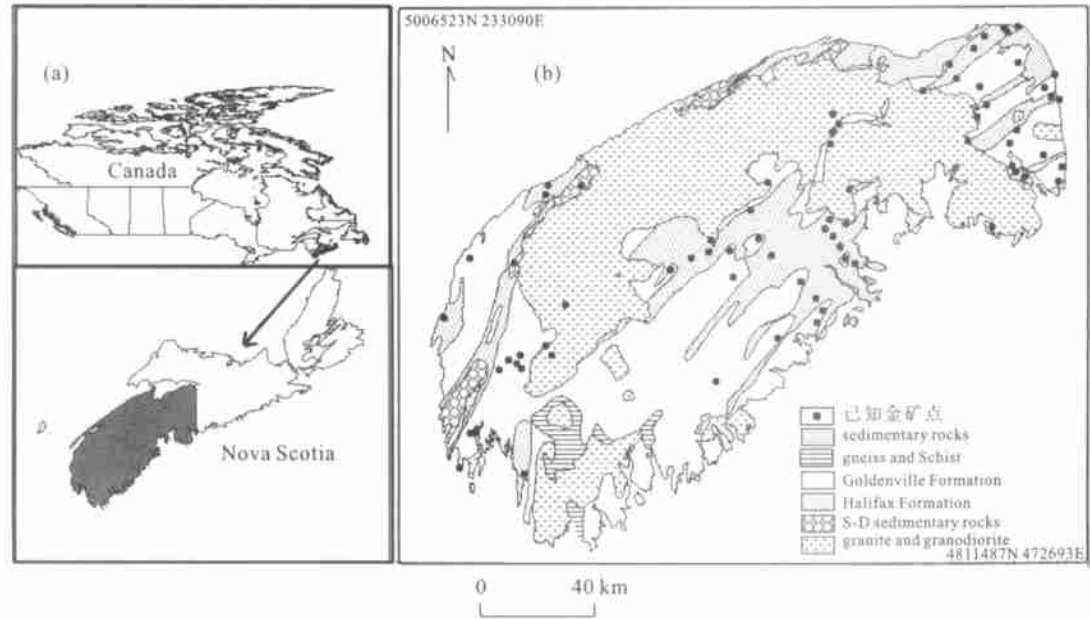 (a)
Canada
Nova Scotia
5006523N 233090E
N
(b)
已知金矿点
sedimentary rocks
gneiss and Schist
Goldenville Formation
Halifax Formation
S-D sedimentary rocks
granite and granodiorite
4811487N 472693E
0 40 km